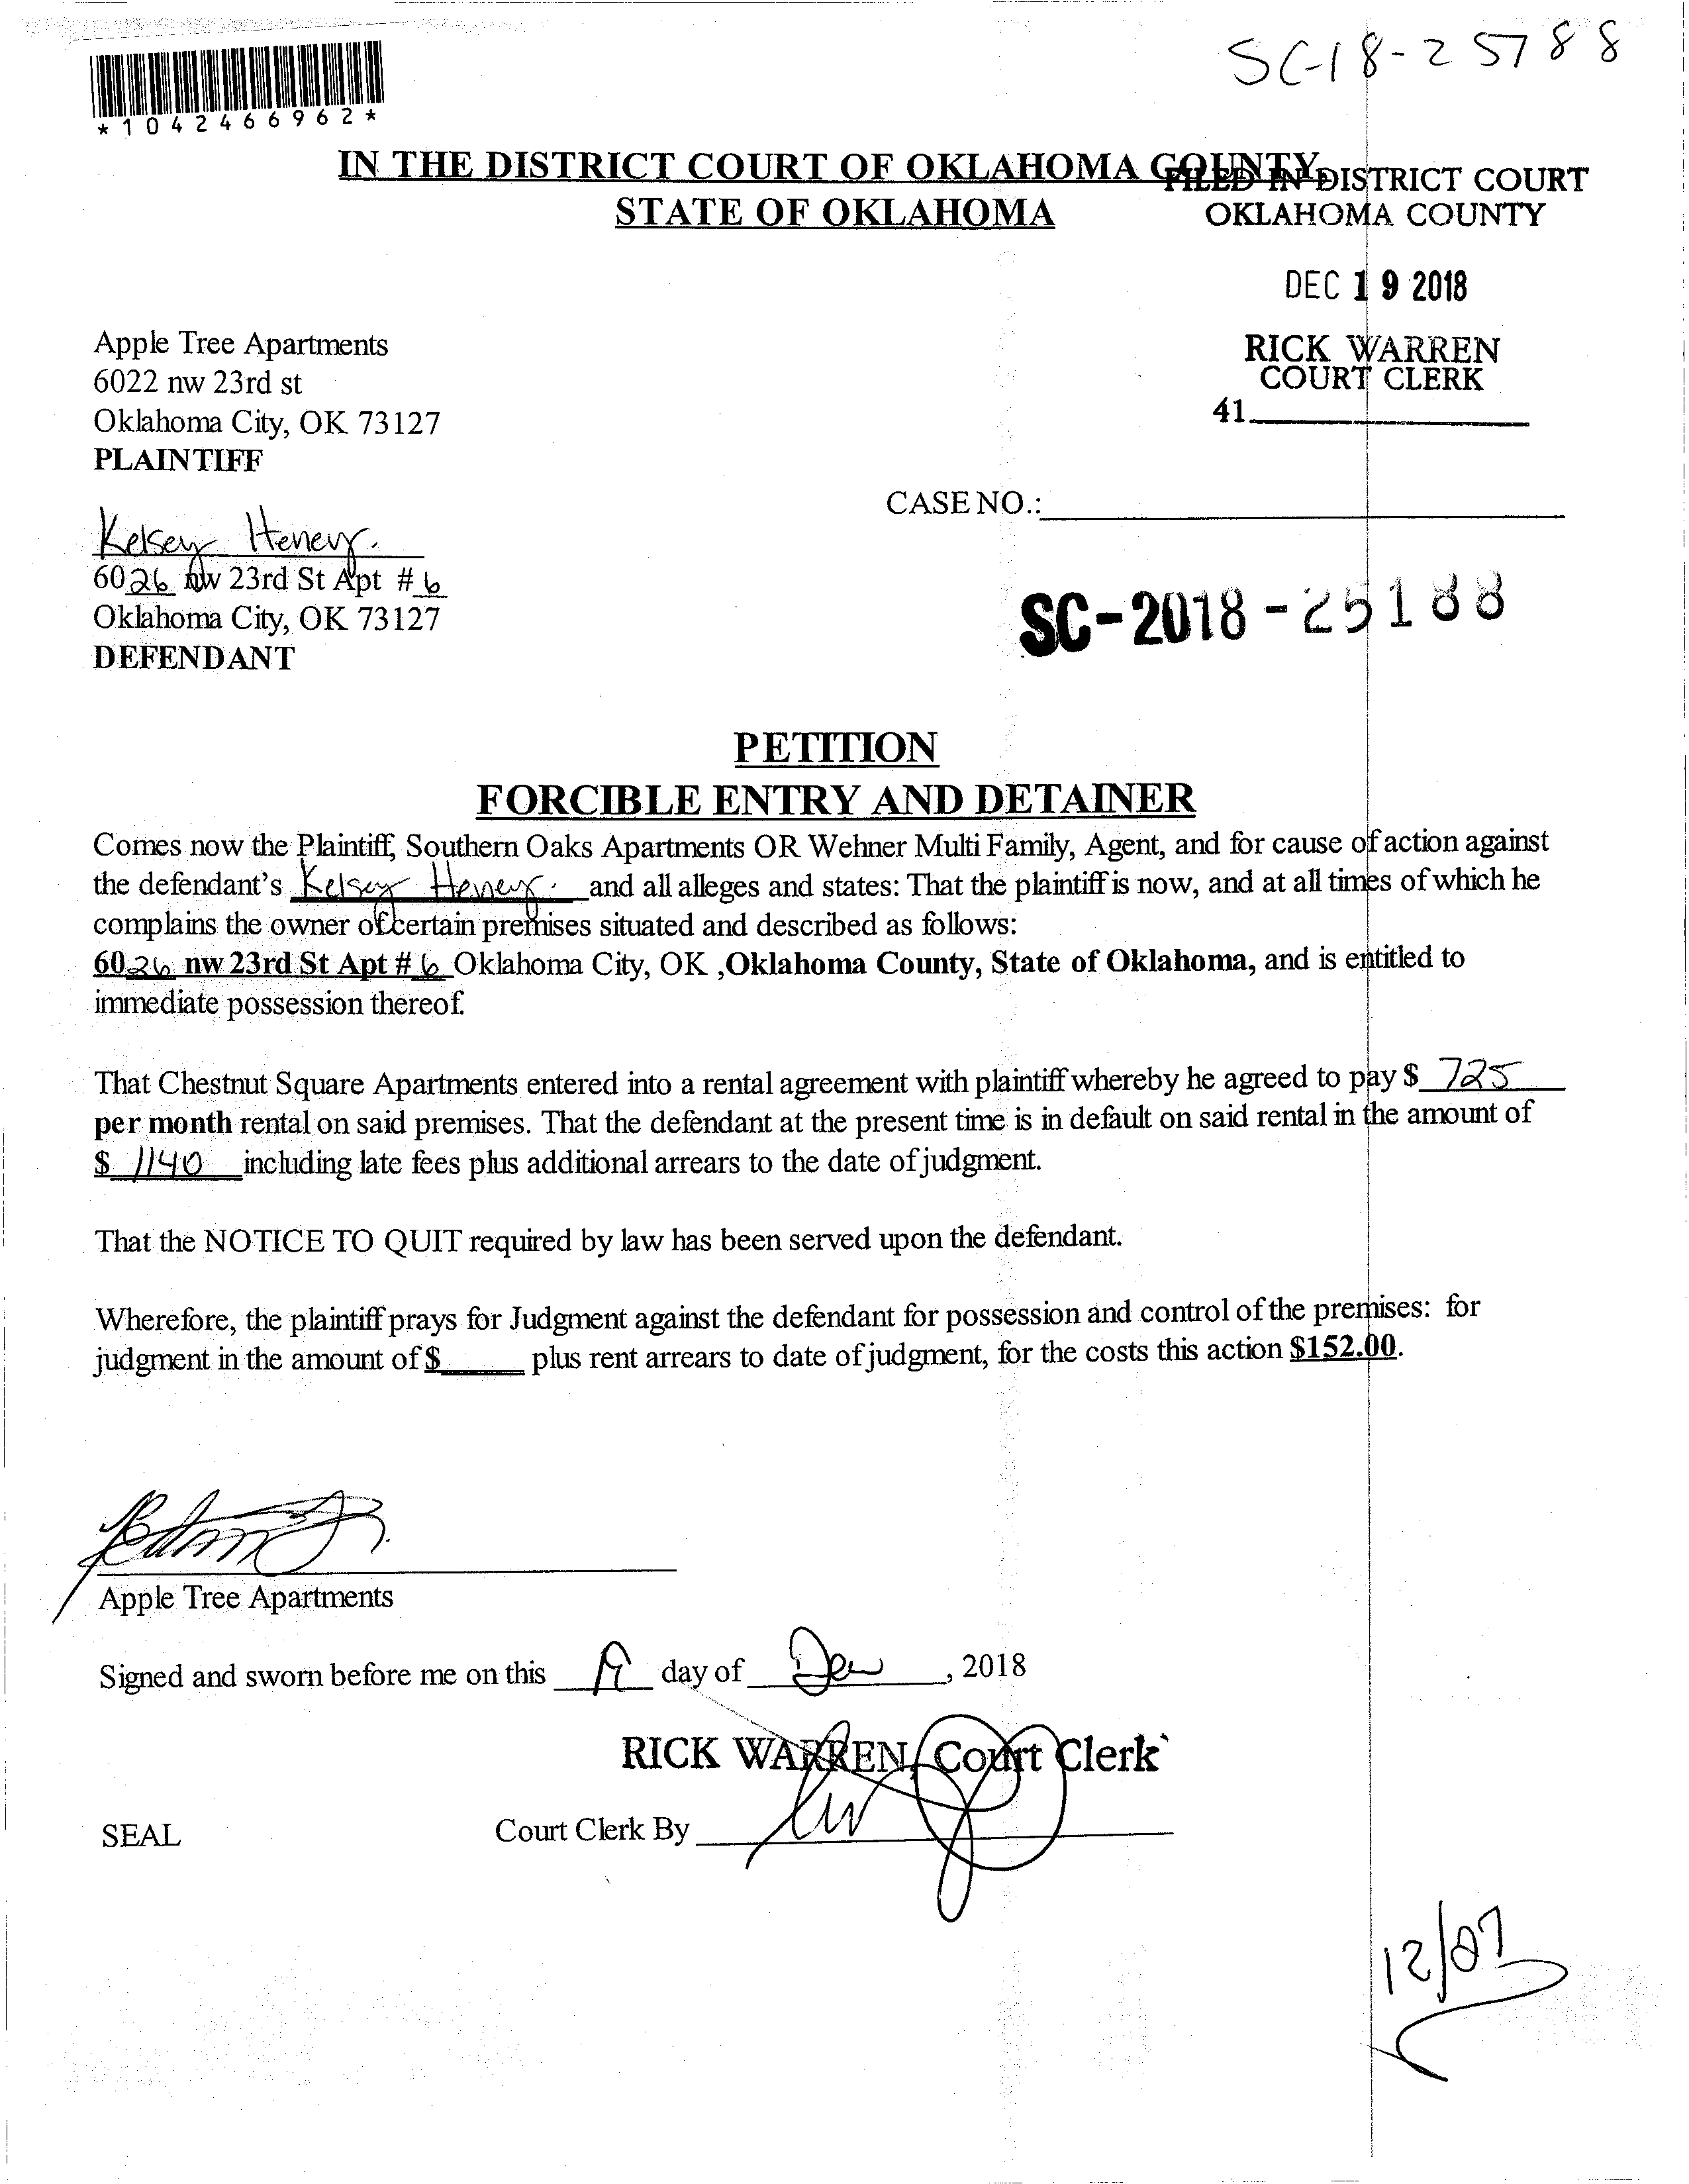 SC-18-25788
*1042466962*
IN THE DISTRICT COURT OF OKLAHOMA COUNTY
STATE OF OKLAHOMA
FILED IN DISTRICT COURT
OKLAHOMA COUNTY
DEC 19 2018
RICK WARREN
COURT CLERK
41
Apple Tree Apartments
6022 nw 23rd st
Oklahoma City, OK 73127
PLAINTIFF
CASE NO.:
Kelsey Heney.
6026 nw 23rd St Apt # 6
Oklahoma City, OK 73127
DEFENDANT
SC-2018-25188
PETITION
FORCIBLE ENTRY AND DETAINER
Comes now the Plaintiff, Southern Oaks Apartments OR Wehner Multi Family, Agent, and for cause of action against
the defendant's Kelsey Heney. and all alleges and states: That the plaintiff is now, and at all times of which he
complains the owner of certain premises situated and described as follows:
6026 nw 23rd St Apt # 6 Oklahoma City, OK ,Oklahoma County, State of Oklahoma, and is entitled to
immediate possession thereof.
That Chestnut Square Apartments entered into a rental agreement with plaintiff whereby he agreed to pay $ 725
per month rental on said premises. That the defendant at the present time is in default on said rental in the amount of
$ 1140 including late fees plus additional arrears to the date of judgment.
That the NOTICE TO QUIT required by law has been served upon the defendant.
Wherefore, the plaintiff prays for Judgment against the defendant for possession and control of the premises: for
judgment in the amount of $ plus rent arrears to date of judgment, for the costs this action $152.00.
Apple Tree Apartments
Signed and sworn before me on this 19 day of Dec , 2018
RICK WARREN, Court Clerk
SEAL
Court Clerk By
12/07